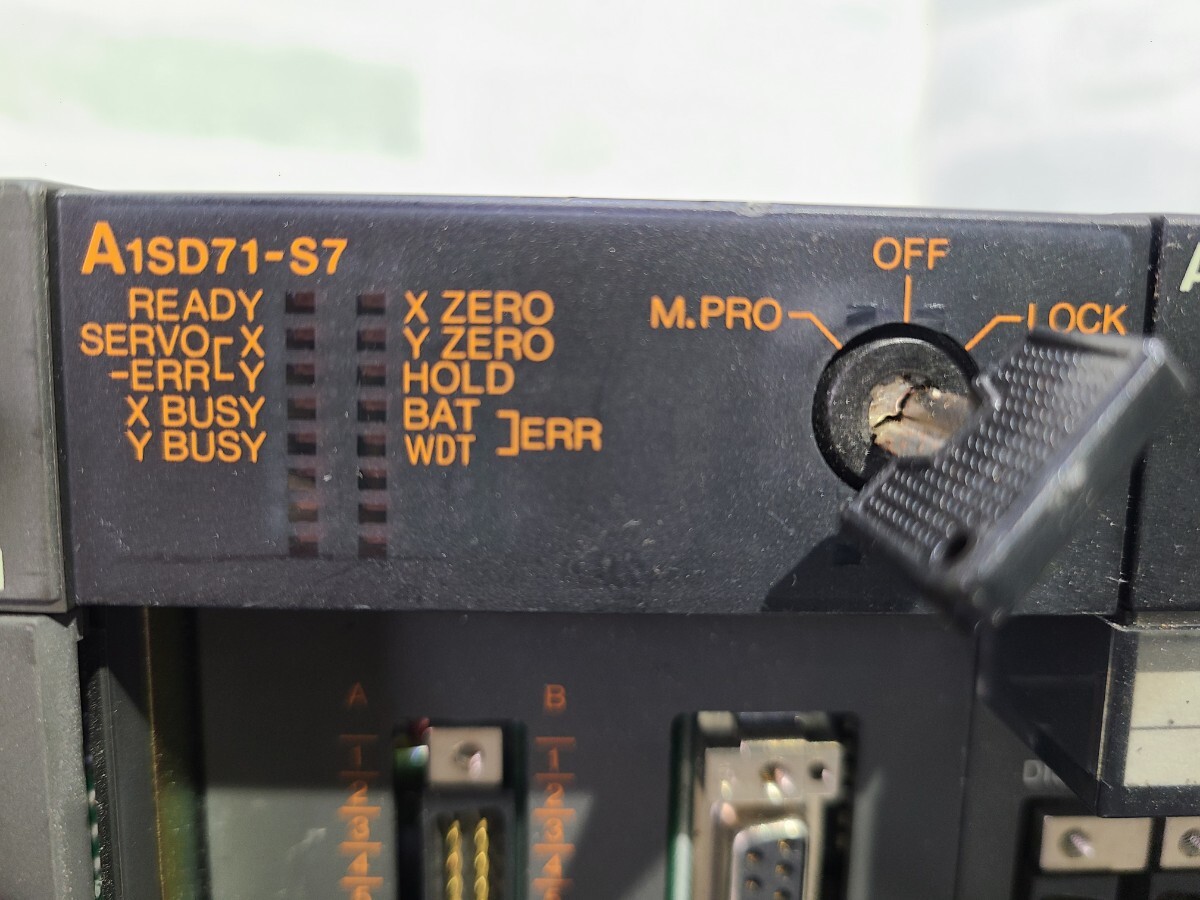 A1SD71-S7
OFF
M.PRO
LOCK
READY
X ZERO
SERVO X
Y ZERO
-ERR Y
HOLD
X BUSY
BAT
ERR
Y BUSY
WDT
A
B
1
1
2
2
3
3
4
4
5